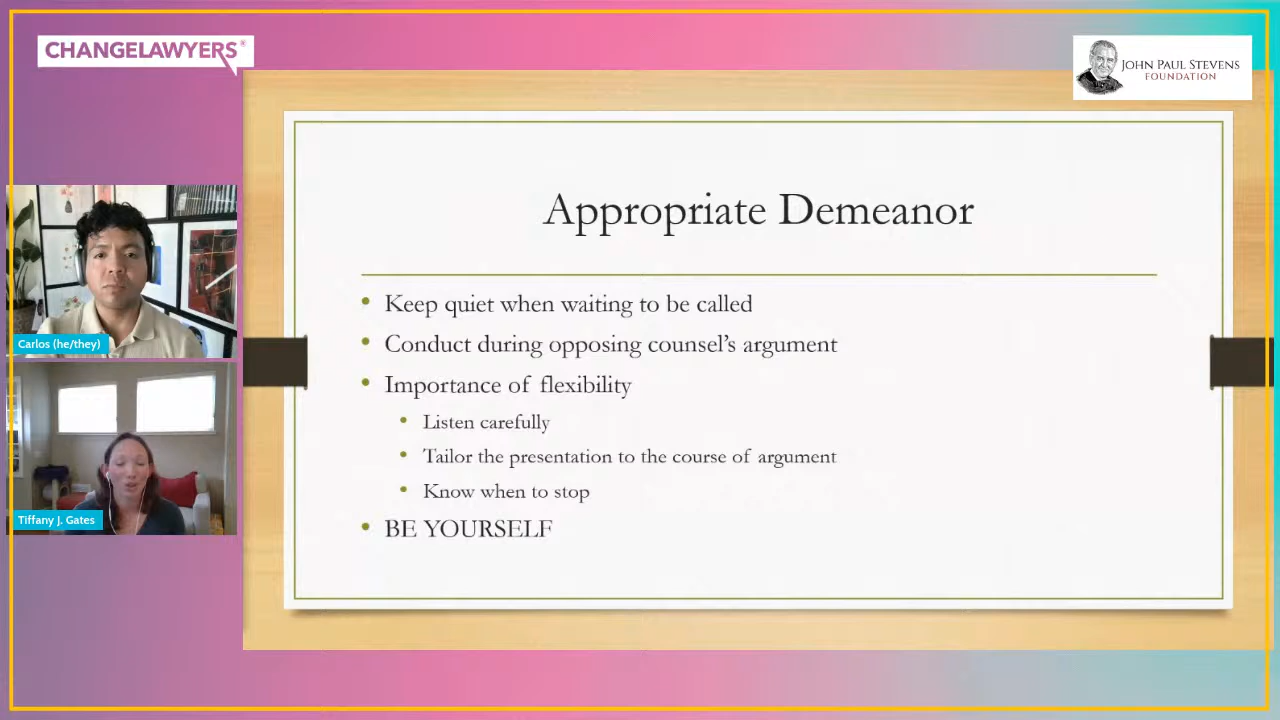 CHANGELAWYERS®
JOHN PAUL STEVENS
FOUNDATION
Appropriate Demeanor
• Keep quiet when waiting to be called
• Conduct during opposing counsel's argument
• Importance of flexibility
• Listen carefully
• Tailor the presentation to the course of argument
• Know when to stop
• BE YOURSELF
Carlos (he/they)
Tiffany J. Gates